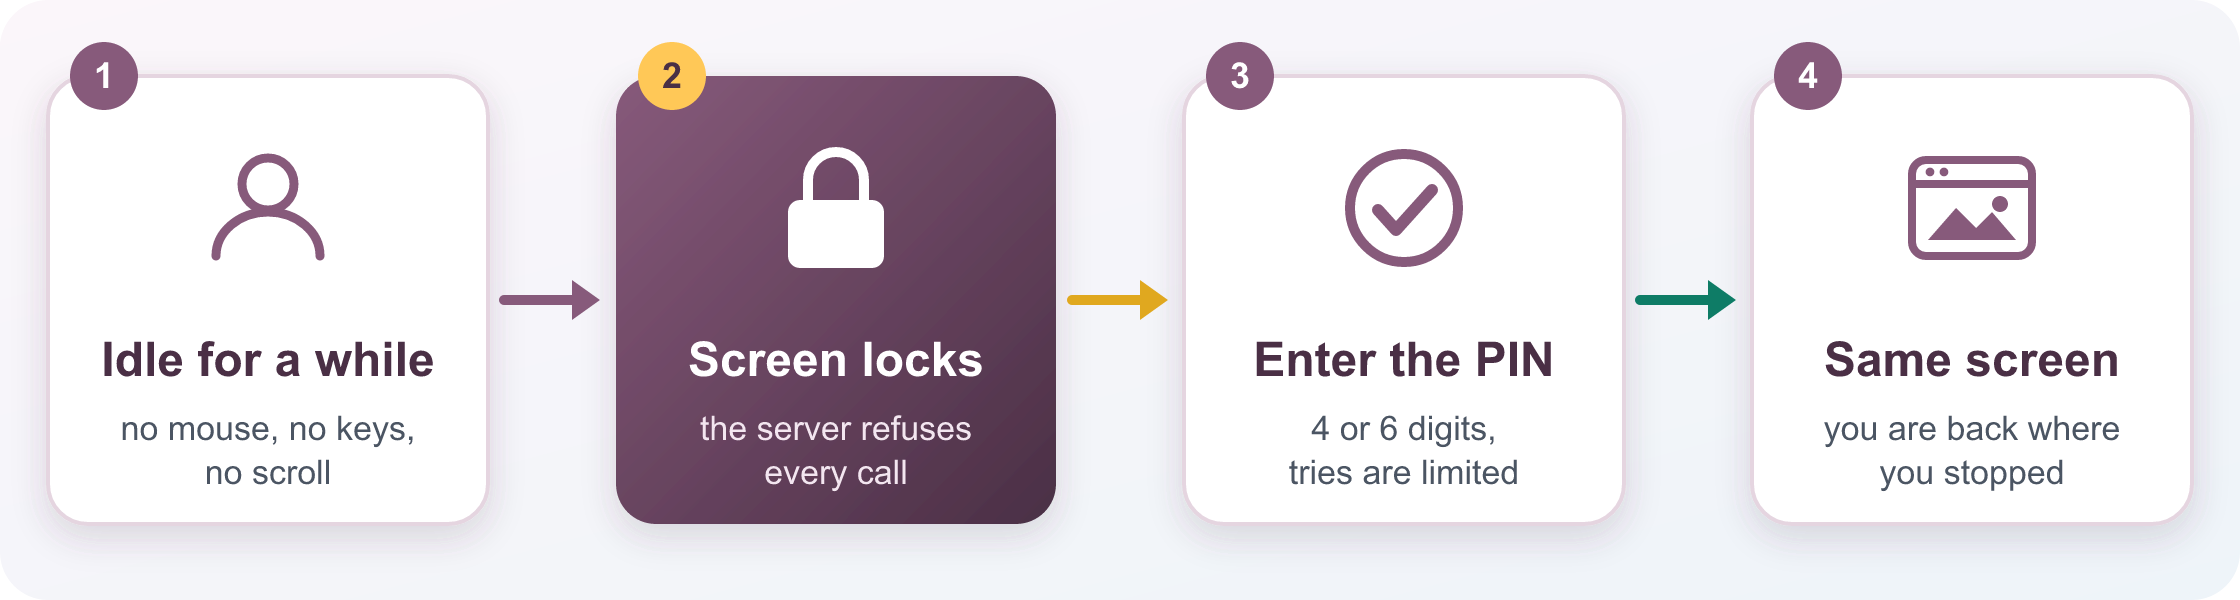 1
Idle for a while
no mouse, no keys,
no scroll
2
Screen locks
the server refuses
every call
3
Enter the PIN
4 or 6 digits,
tries are limited
4
Same screen
you are back where
you stopped